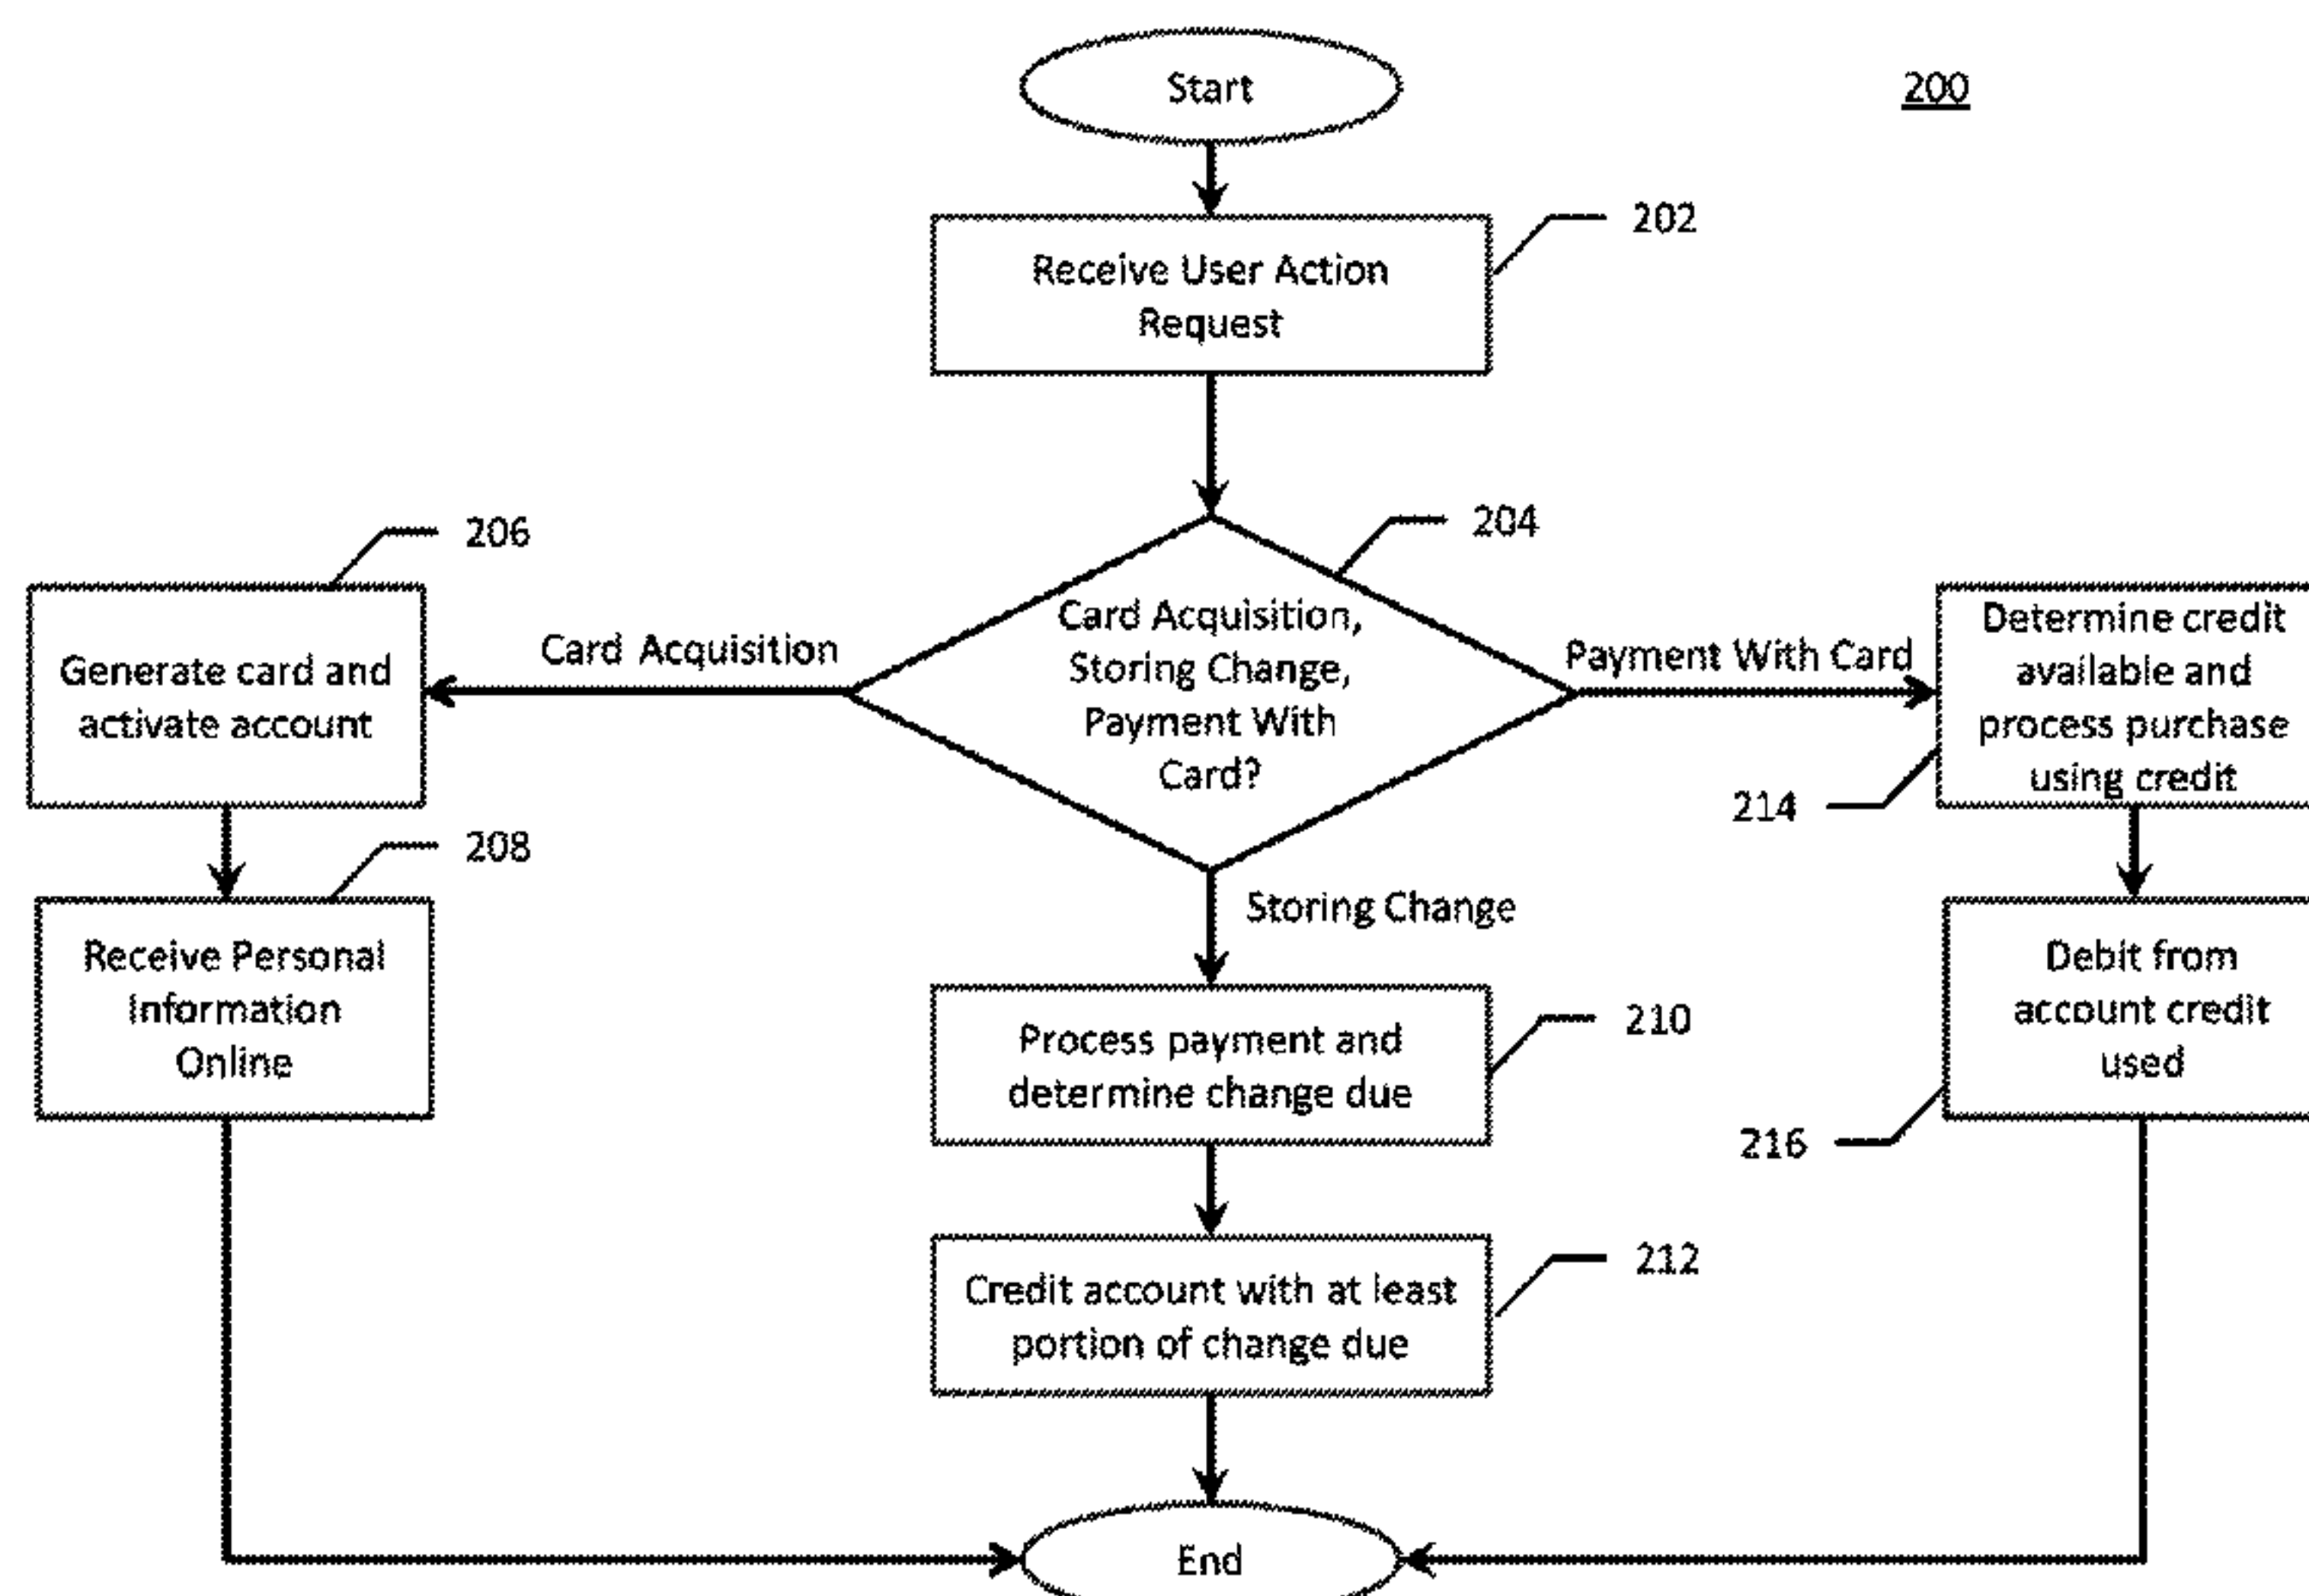 Start
200
202
Receive User Action
Request
204
206
Card Acquisition,
Storing Change,
Payment With
Card?
Card Acquisition
Generate card and
activate account
Payment With Card
Determine credit
available and
process purchase
using credit
214
208
Receive Personal
Information
Online
Storing Change
Debit from
account credit
used
216
Process payment and
determine change due
210
Credit account with at least
portion of change due
212
End